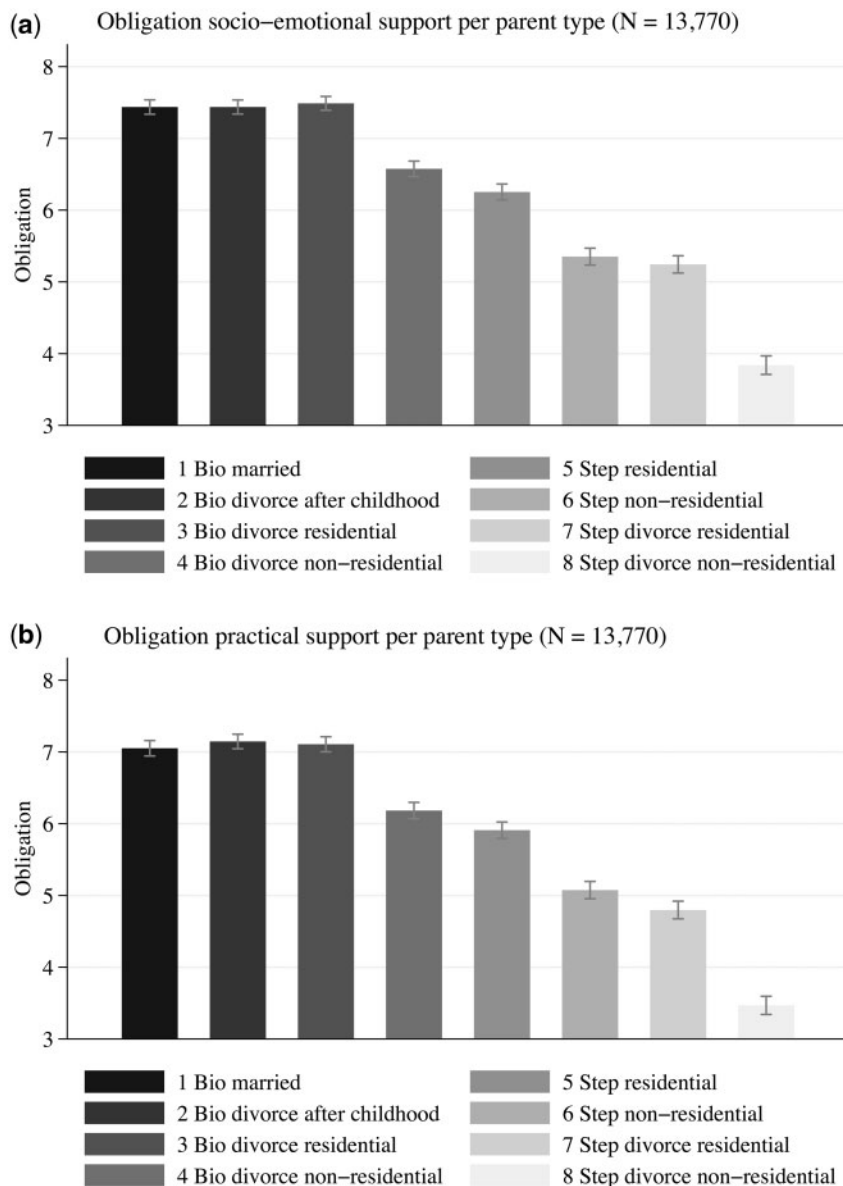 (a) Obligation socio−emotional support per parent type (N = 13,770)
8
7
6
5
4
3
Obligation
1 Bio married
2 Bio divorce after childhood
3 Bio divorce residential
4 Bio divorce non−residential
5 Step residential
6 Step non−residential
7 Step divorce residential
8 Step divorce non−residential
(b) Obligation practical support per parent type (N = 13,770)
8
7
6
5
4
3
Obligation
1 Bio married
2 Bio divorce after childhood
3 Bio divorce residential
4 Bio divorce non−residential
5 Step residential
6 Step non−residential
7 Step divorce residential
8 Step divorce non−residential